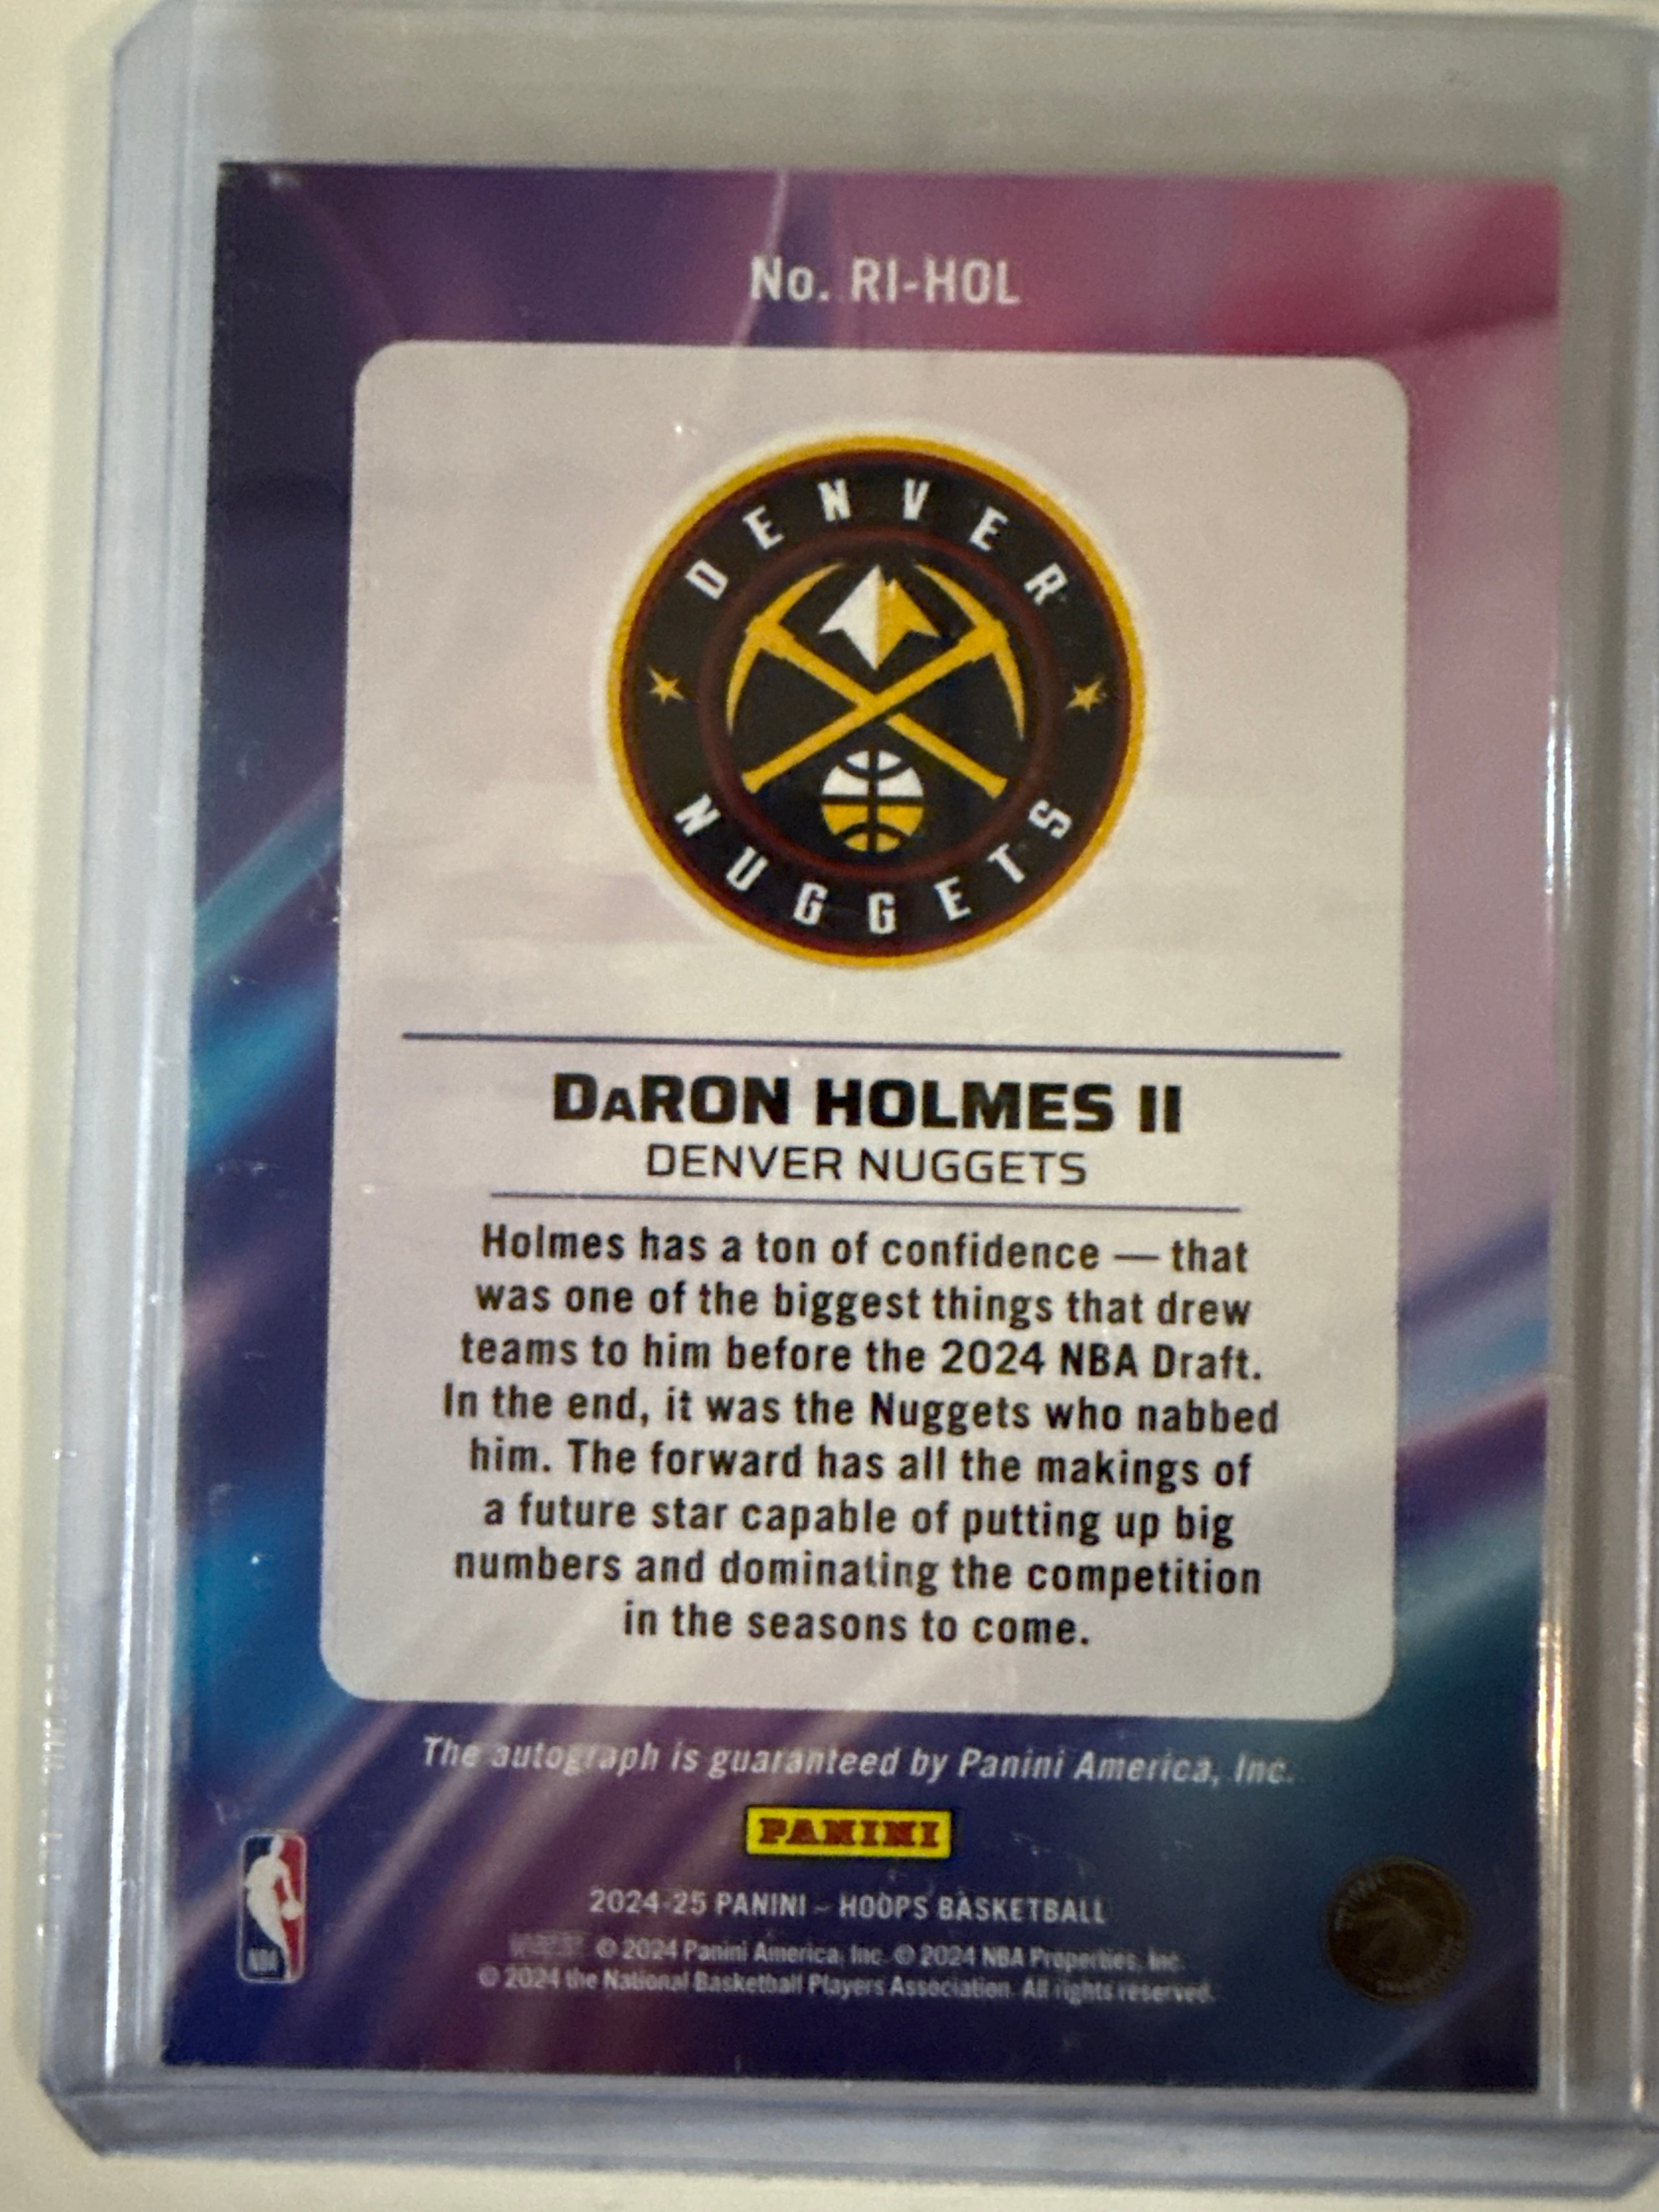 No. RI-HOL
DENVER
NUGGETS
DaRON HOLMES II
DENVER NUGGETS
Holmes has a ton of confidence — that
was one of the biggest things that drew
teams to him before the 2024 NBA Draft.
In the end, it was the Nuggets who nabbed
him. The forward has all the makings of
a future star capable of putting up big
numbers and dominating the competition
in the seasons to come.
The autograph is guaranteed by Panini America, Inc.
PANINI
2024-25 PANINI - HOOPS BASKETBALL
© 2024 Panini America, Inc. © 2024 NBA Properties, Inc.
© 2024 the National Basketball Players Association. All rights reserved.
NBA